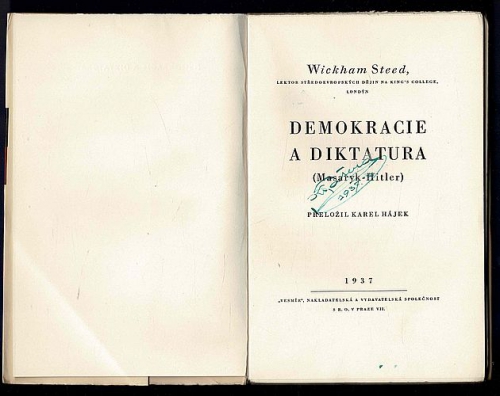 Wickham Steed,
LEKTOR STŘEDOEVROPSKÝCH DĚJIN NA KING'S COLLEGE,
LONDÝN
DEMOKRACIE
A DIKTATURA
(Masaryk-Hitler)
PŘELOŽIL KAREL HÁJEK
1937
„VESMÍR", NAKLADATELSKÁ A VYDAVATELSKÁ SPOLEČNOST
S R. O. V PRAZE VII.